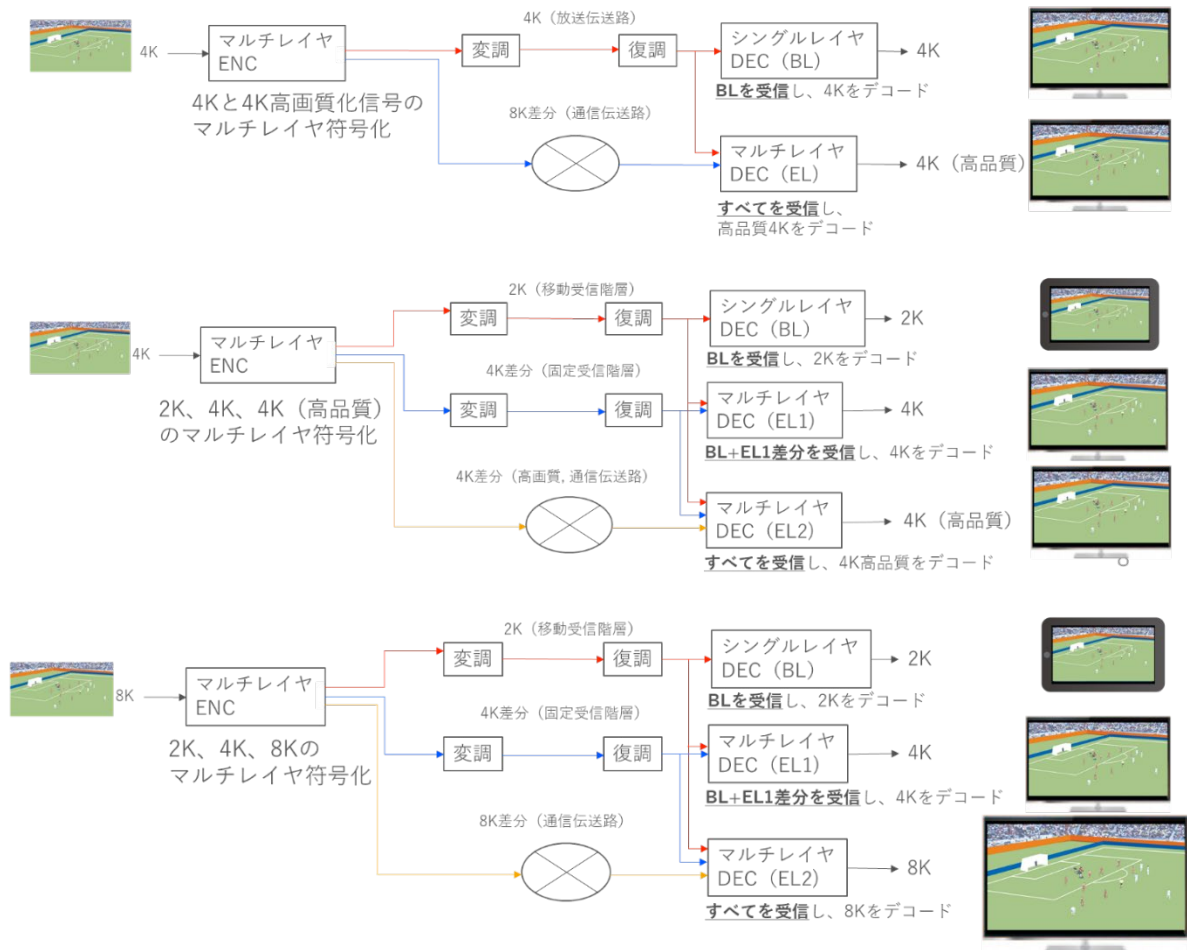 4K（放送伝送路）
4K
マルチレイヤ
ENC
変調
復調
シングルレイヤ
DEC（BL）
4K
BLを受信し、4Kをデコード
4Kと4K高画質化信号の
マルチレイヤ符号化
8K差分（通信伝送路）
マルチレイヤ
DEC（EL）
4K（高品質）
すべてを受信し、
高品質4Kをデコード
2K（移動受信階層）
4K
マルチレイヤ
ENC
変調
復調
シングルレイヤ
DEC（BL）
2K
BLを受信し、2Kをデコード
2K、4K、4K（高品質）
のマルチレイヤ符号化
4K差分（固定受信階層）
変調
復調
マルチレイヤ
DEC（EL1）
4K
BL+EL1差分を受信し、4Kをデコード
4K差分（高画質, 通信伝送路）
マルチレイヤ
DEC（EL2）
4K（高品質）
すべてを受信し、4K高品質をデコード
2K（移動受信階層）
8K
マルチレイヤ
ENC
変調
復調
シングルレイヤ
DEC（BL）
2K
BLを受信し、2Kをデコード
2K、4K、8Kの
マルチレイヤ符号化
4K差分（固定受信階層）
変調
復調
マルチレイヤ
DEC（EL1）
4K
BL+EL1差分を受信し、4Kをデコード
8K差分（通信伝送路）
マルチレイヤ
DEC（EL2）
8K
すべてを受信し、8Kをデコード